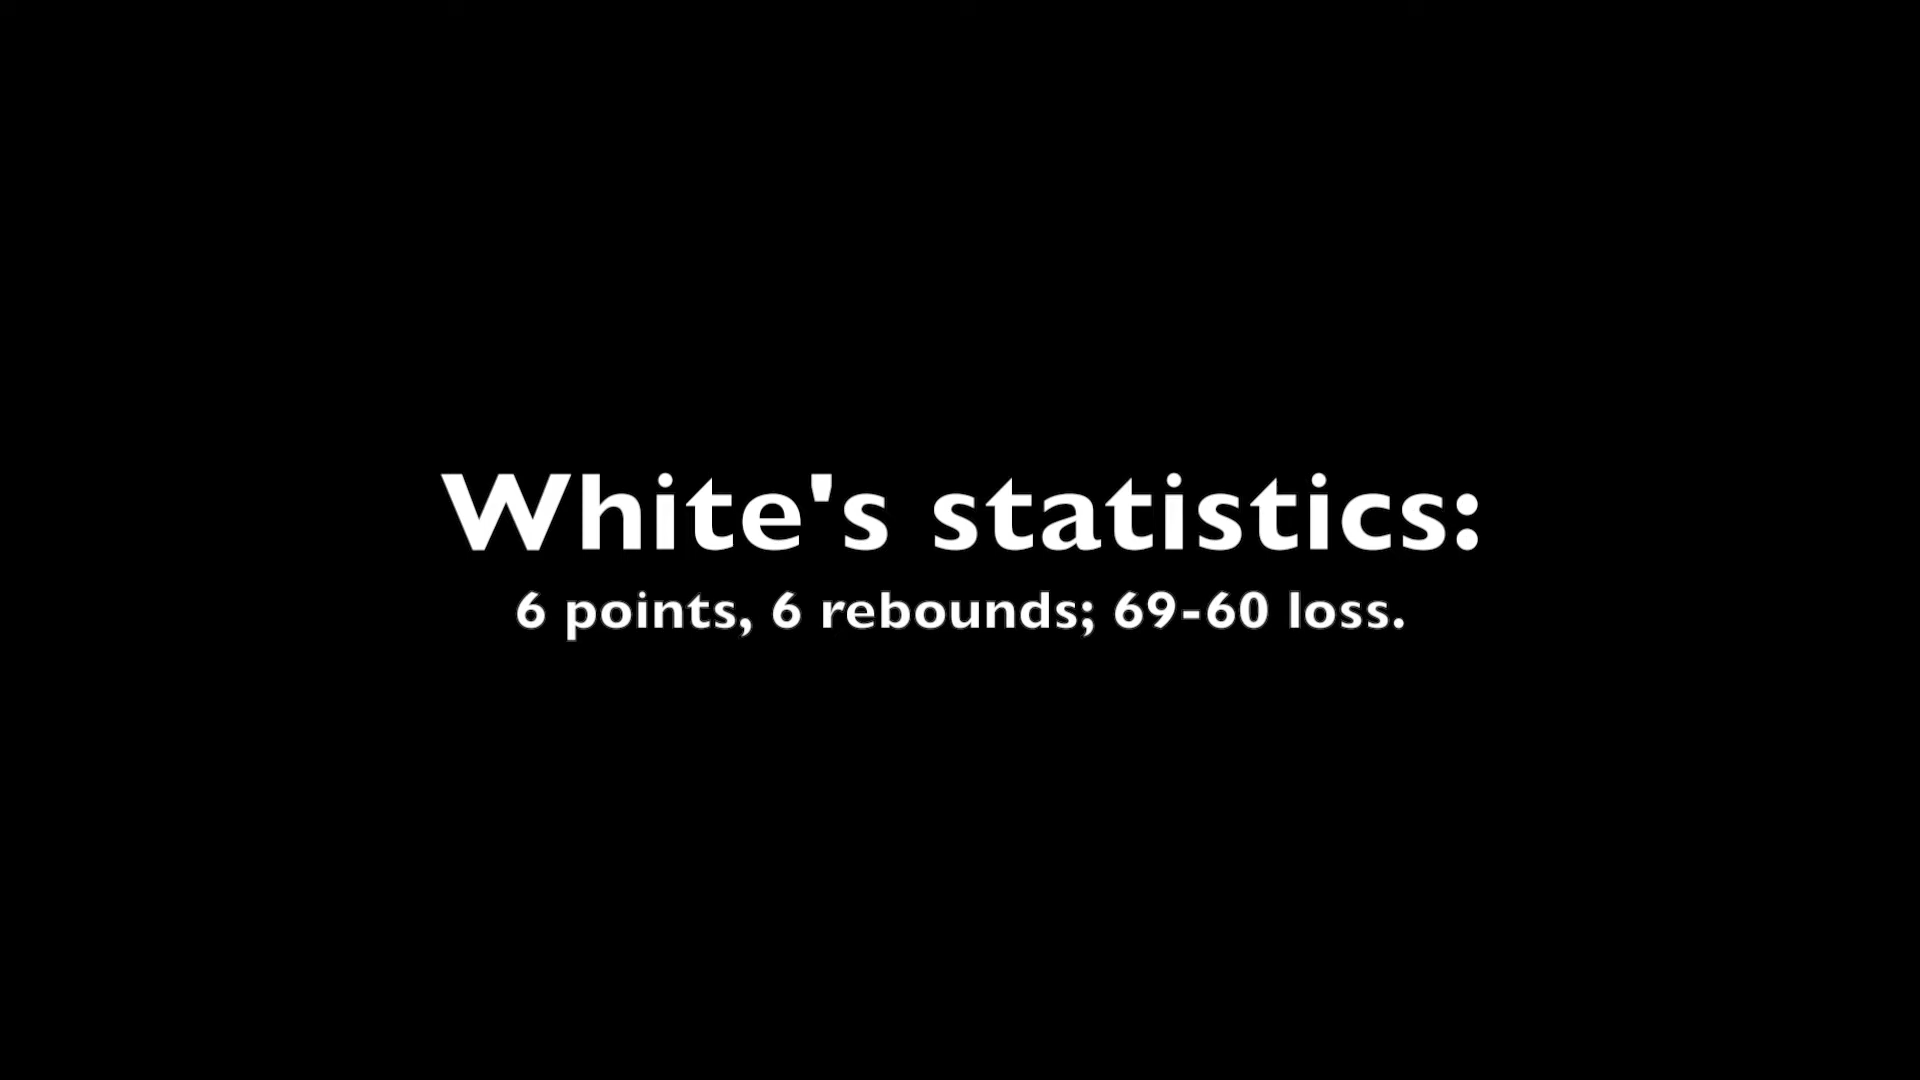 White's statistics:
6 points, 6 rebounds; 69-60 loss.